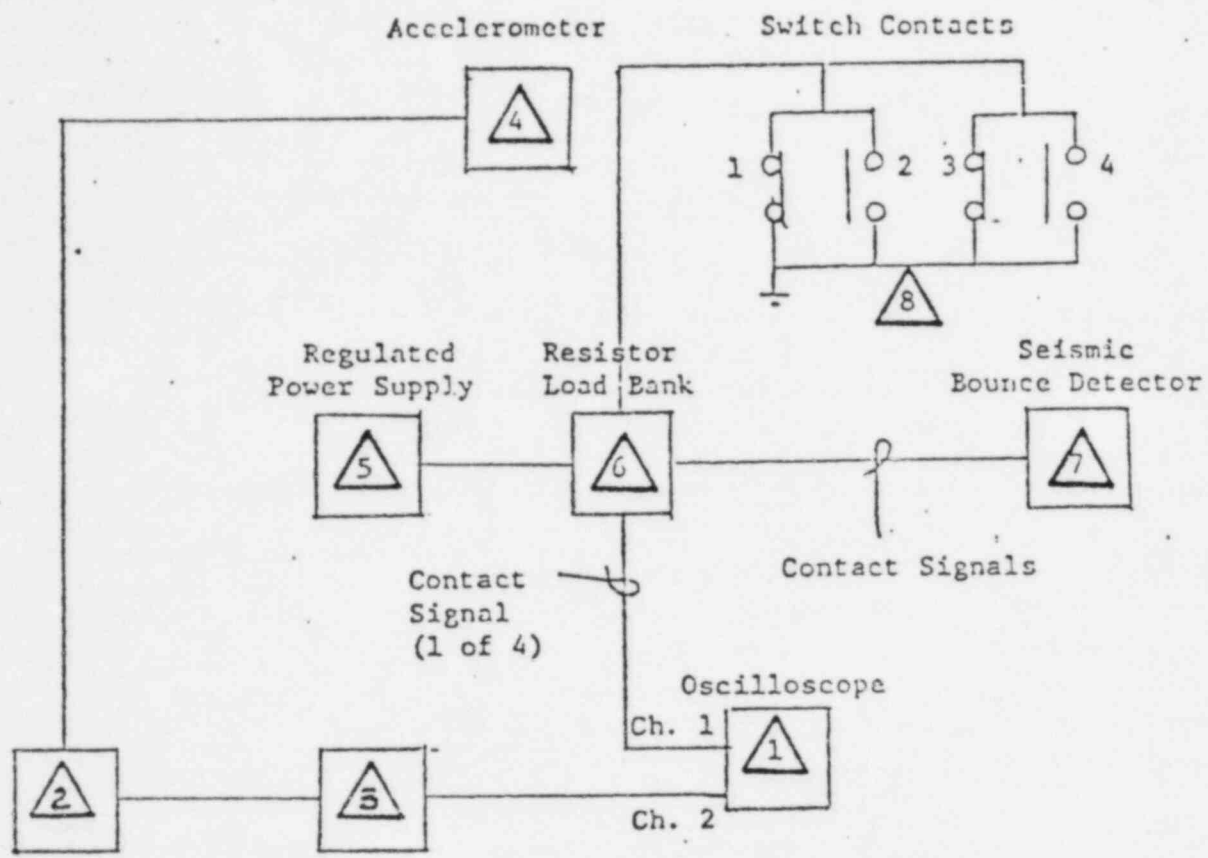 Accelerometer
Switch Contacts
4
1
2
3
4
8
Regulated
Power Supply
Resistor
Load Bank
Seismic
Bounce Detector
5
6
7
Contact
Signal
(1 of 4)
Contact Signals
Oscilloscope
Ch. 1
1
2
3
Ch. 2